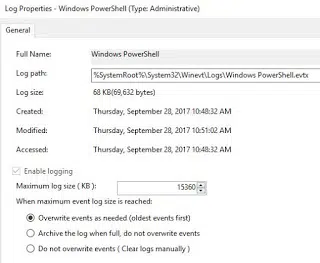 Log Properties - Windows PowerShell (Type: Administrative)
General
Full Name: Windows PowerShell
Log path: %SystemRoot%\System32\Winevt\Logs\Windows PowerShell.evtx
Log size: 68 KB(69,632 bytes)
Created: Thursday, September 28, 2017 10:48:32 AM
Modified: Thursday, September 28, 2017 10:51:02 AM
Accessed: Thursday, September 28, 2017 10:48:32 AM
Enable logging
Maximum log size ( KB ): 15360
When maximum event log size is reached:
Overwrite events as needed (oldest events first)
Archive the log when full, do not overwrite events
Do not overwrite events ( Clear logs manually )